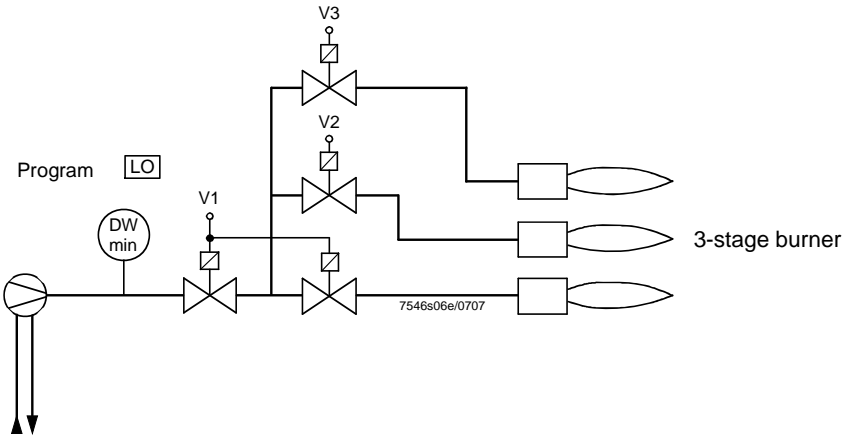 V3
V2
Program LO
V1
DW
min
3-stage burner
7546s06e/0707